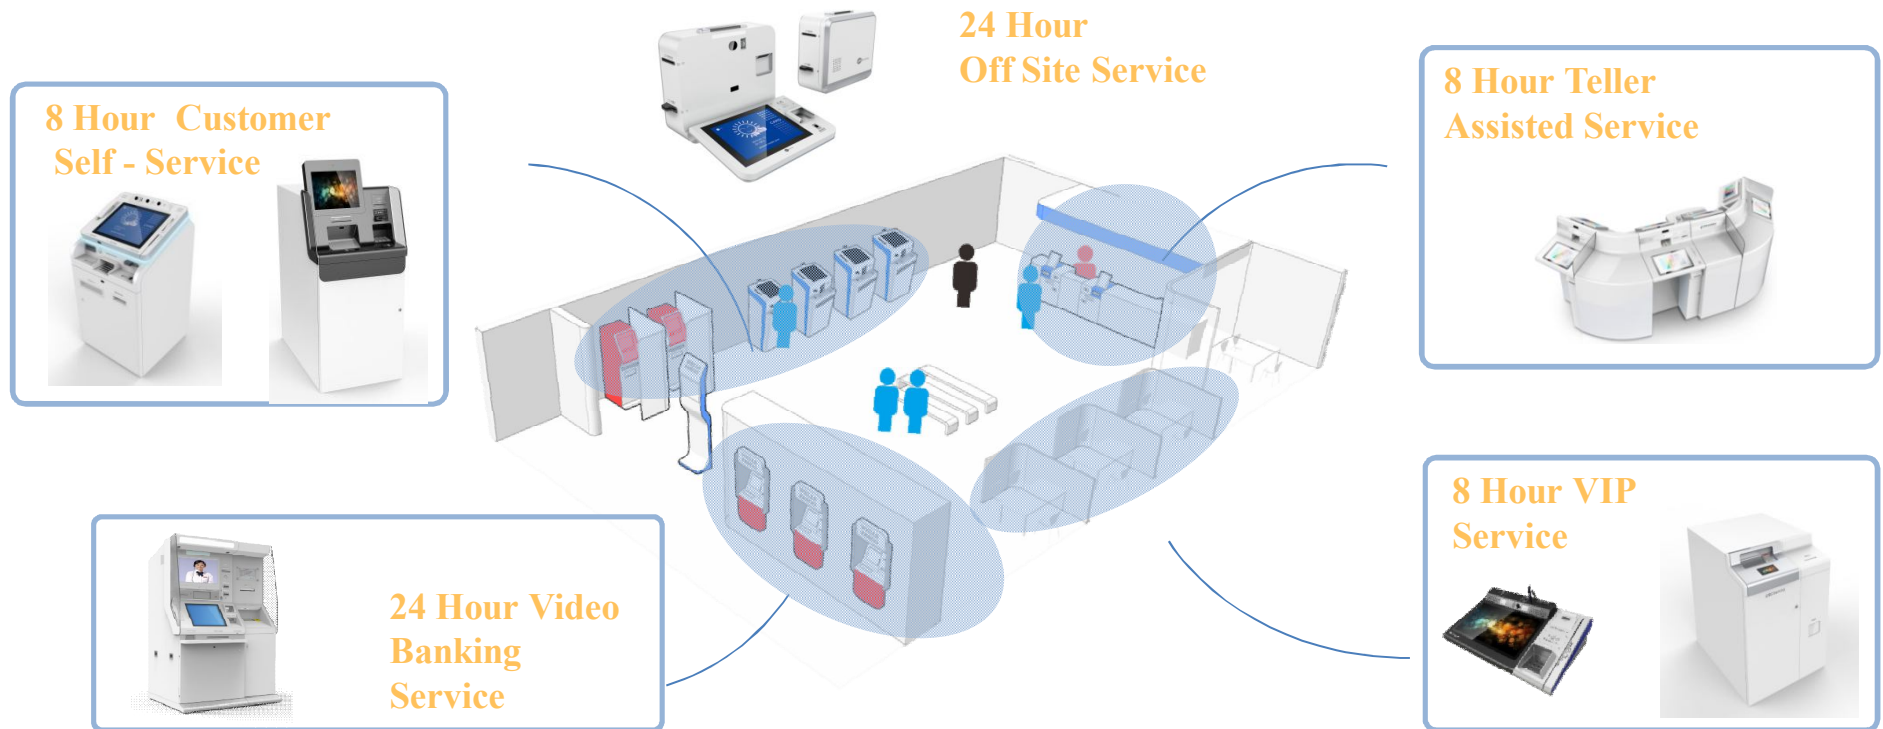 24 Hour
Off Site Service
8 Hour Customer
Self - Service
8 Hour Teller
Assisted Service
24 Hour Video
Banking
Service
8 Hour VIP
Service